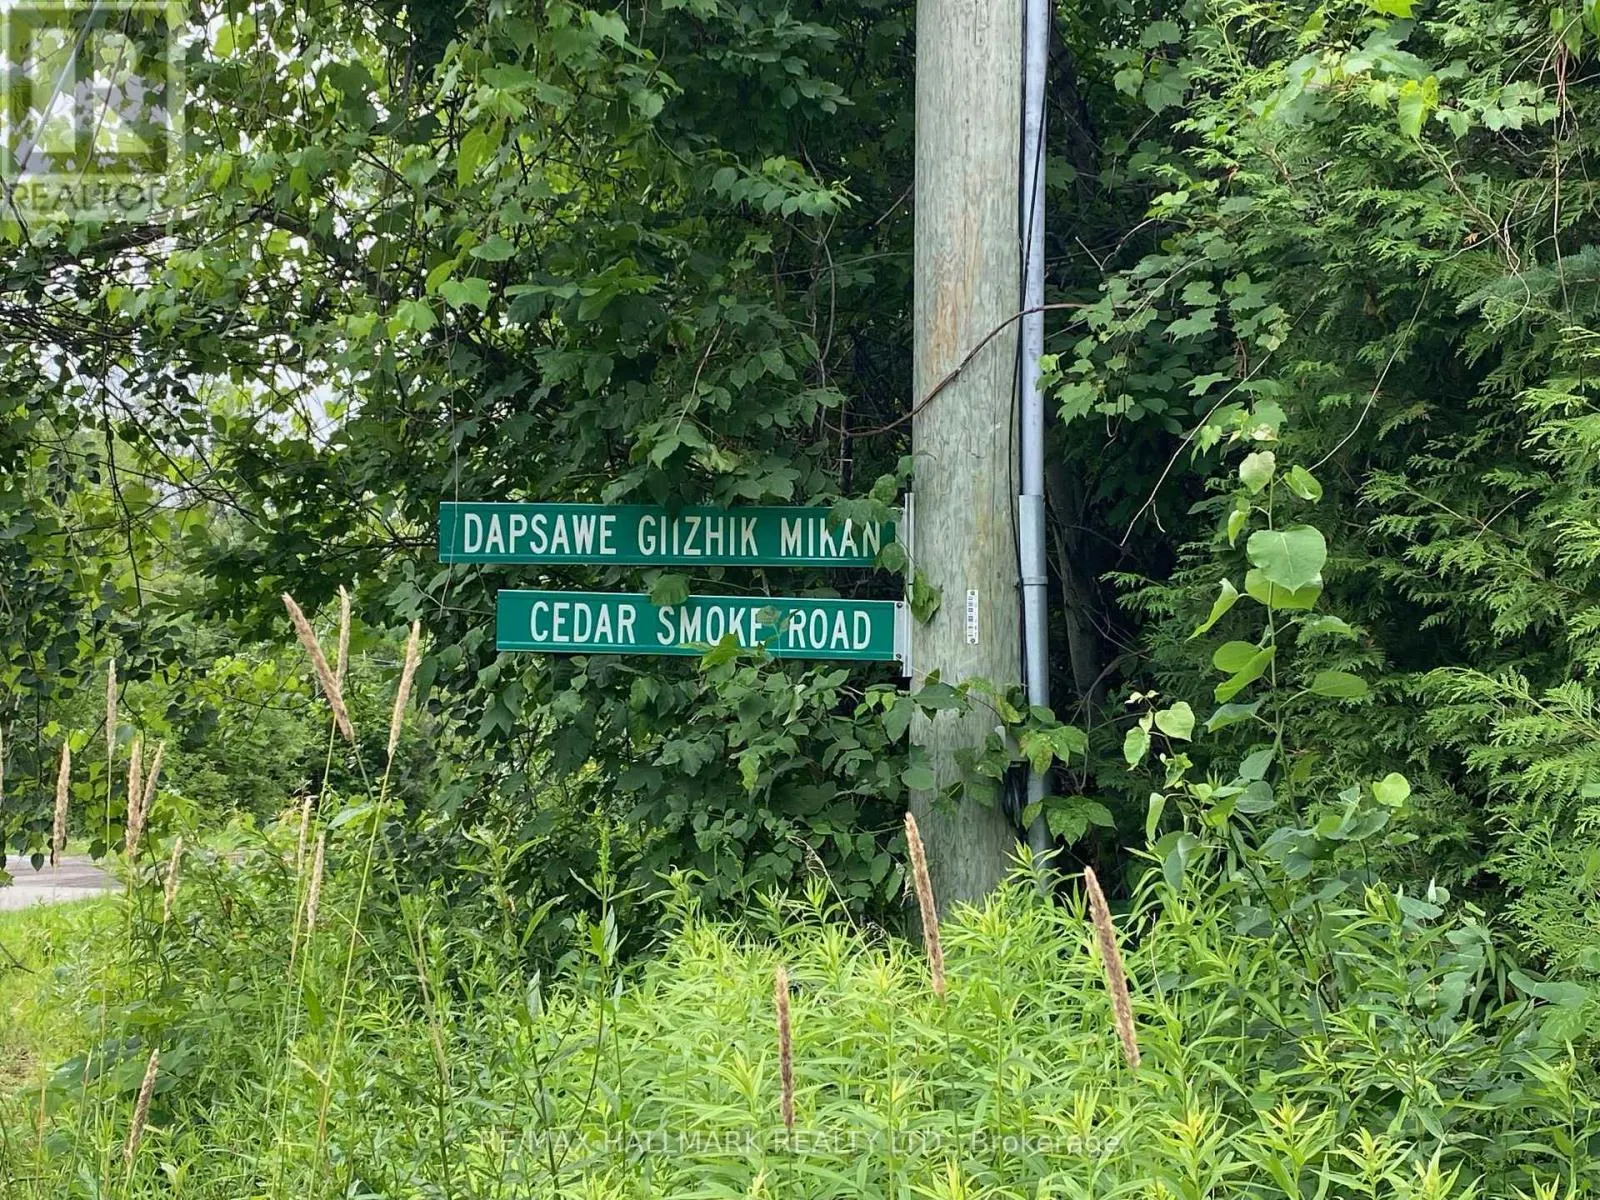 REALTOR
DAPSAWE GIIZHIK MIKAN
CEDAR SMOKE ROAD
RE/MAX HALLMARK REALTY LTD., Brokerage